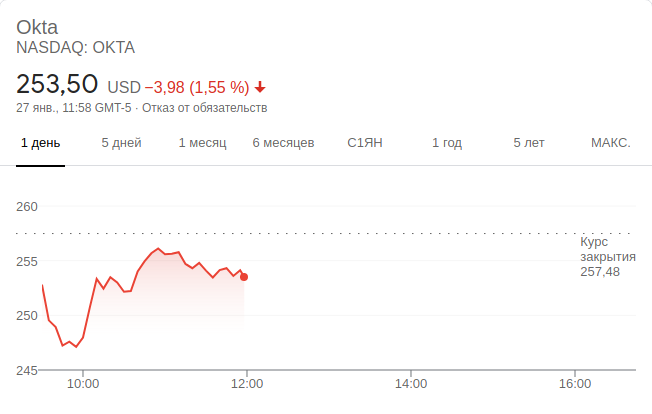 Okta
NASDAQ: OKTA
253,50 USD −3,98 (1,55 %)
27 янв., 11:58 GMT-5 · Отказ от обязательств
1 день 5 дней 1 месяц 6 месяцев С1ЯН 1 год 5 лет МАКС.
260
Курс
закрытия
257,48
255
250
245
10:00 12:00 14:00 16:00